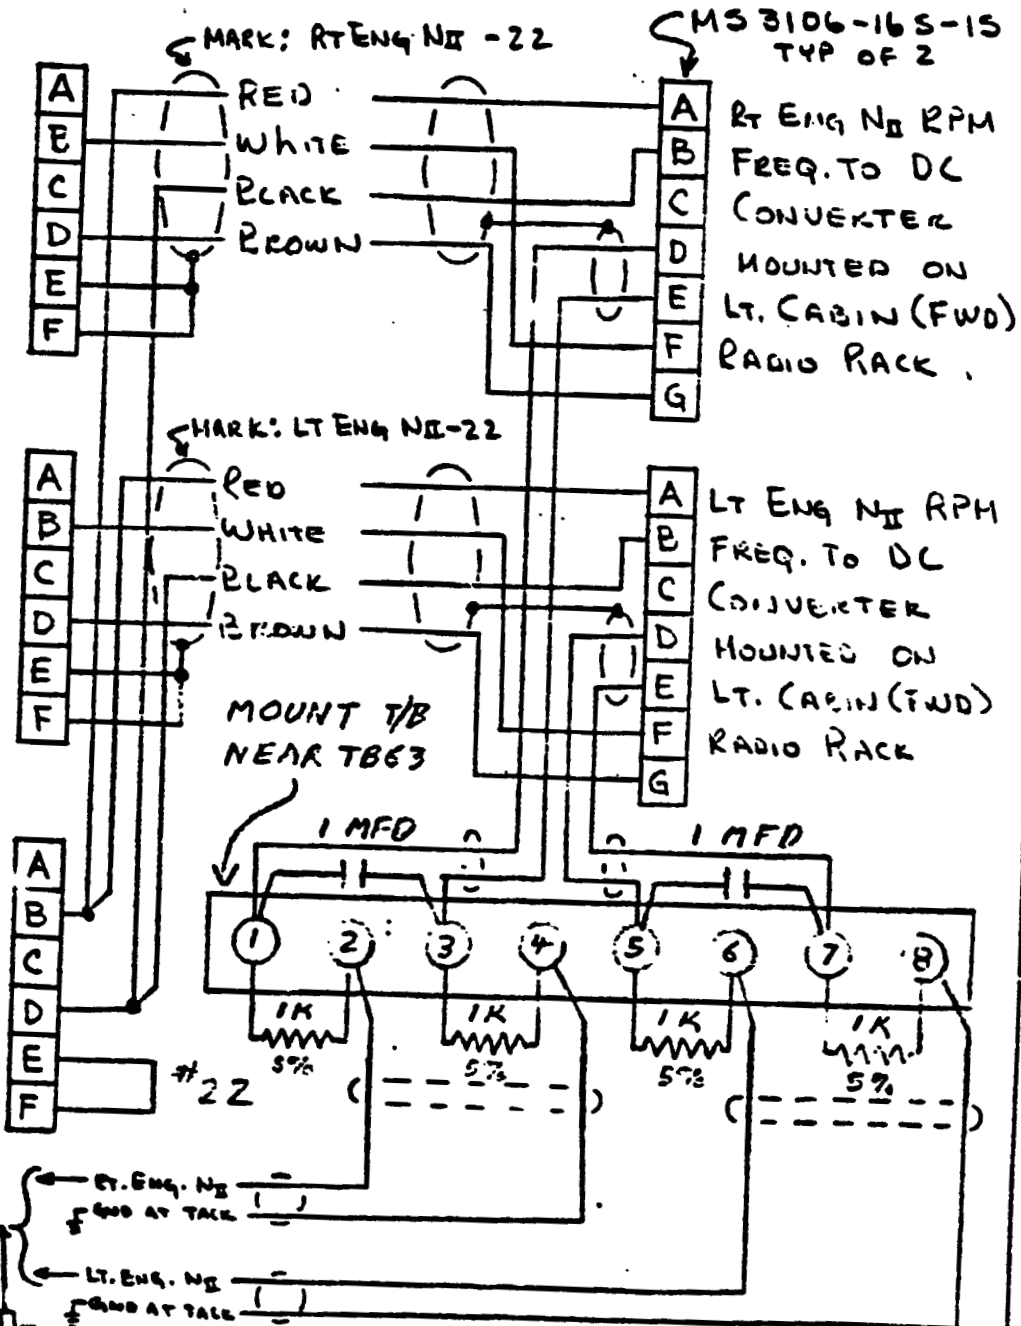 MARK: RT ENG NII -22
MS 3106-16S-1S
TYP OF 2
A
E
C
D
E
F
RED
WHITE
BLACK
BROWN
A
B
C
D
E
F
G
RT ENG NII RPM
FREQ. TO DC
CONVERTER
MOUNTED ON
LT. CABIN (FWD)
RADIO RACK.
MARK: LT ENG NII-22
A
B
C
D
E
F
RED
WHITE
BLACK
BROWN
A
B
C
D
E
F
G
LT ENG NII RPM
FREQ. TO DC
CONVERTER
MOUNTED ON
LT. CABIN (FWD)
RADIO RACK
MOUNT T/B
NEAR TB63
1 MFD
1 MFD
A
B
C
D
E
F
1 2 3 4 5 6 7 8
1K 1K 1K 1K
5% 5% 5% 5%
#22
RT. ENG. NII
GND AT TACK
LT. ENG. NII
GND AT TACK